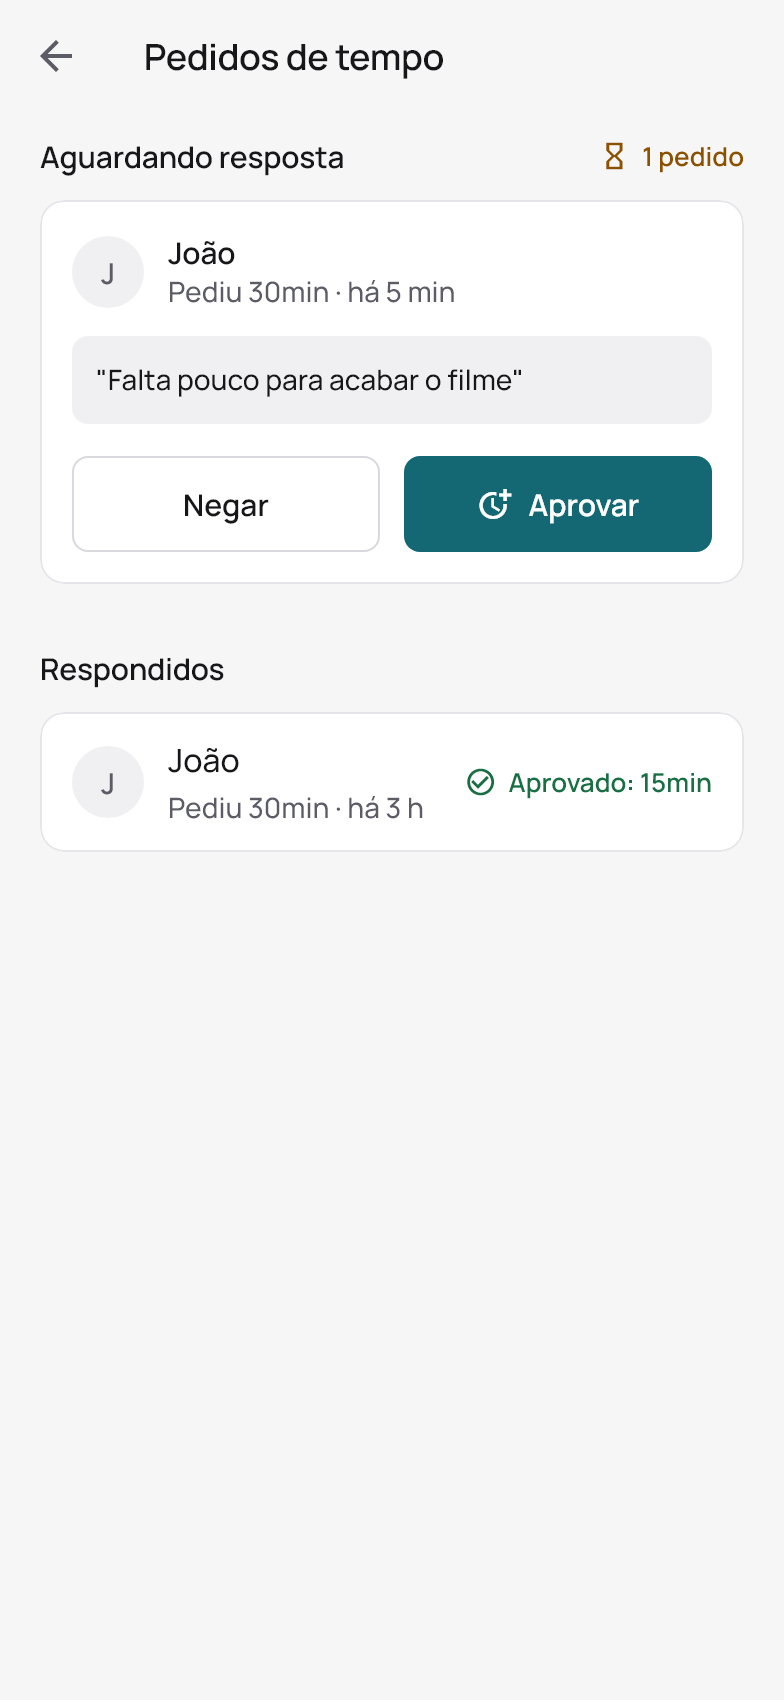 Pedidos de tempo
Aguardando resposta
1 pedido
J
João
Pediu 30min · há 5 min
"Falta pouco para acabar o filme"
Negar
Aprovar
Respondidos
J
João
Pediu 30min · há 3 h
Aprovado: 15min